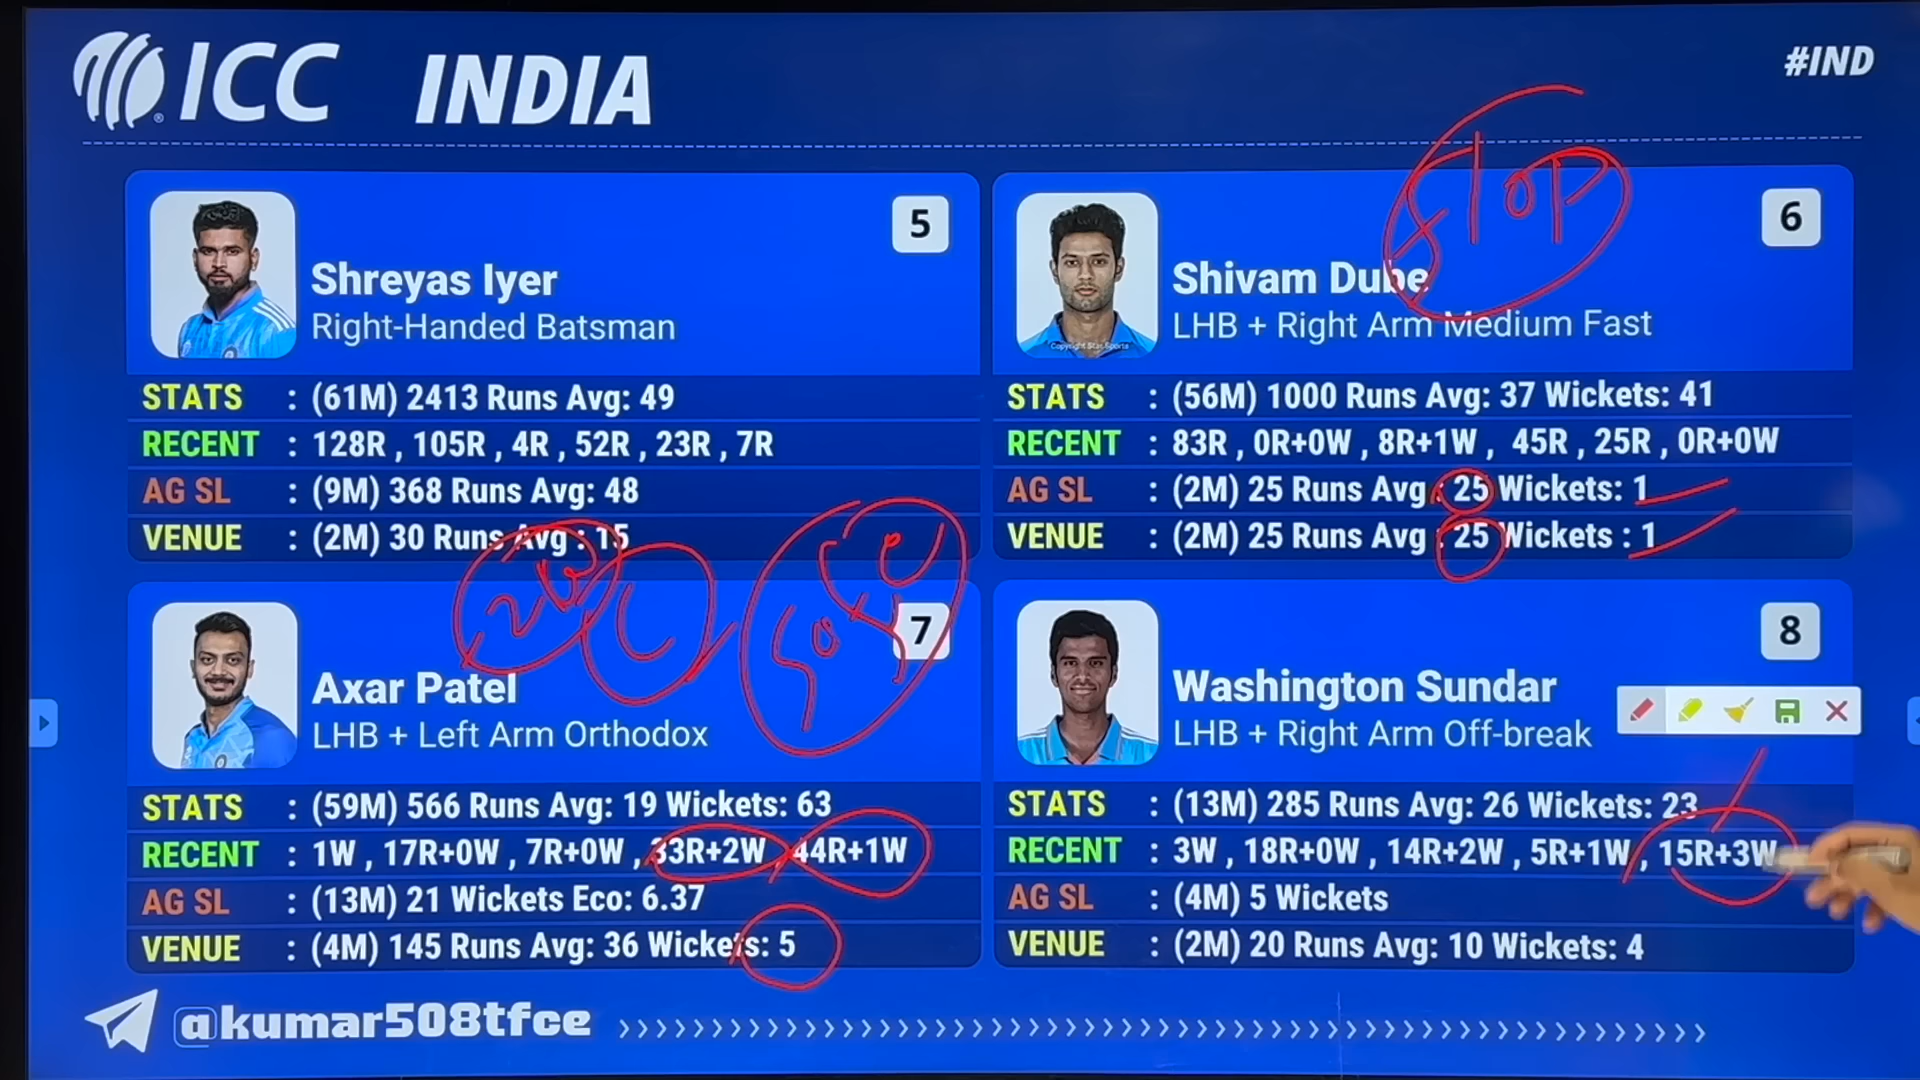 ICC INDIA
#IND
5
Shreyas Iyer
Right-Handed Batsman
STATS : (61M) 2413 Runs Avg: 49
RECENT : 128R , 105R , 4R , 52R , 23R , 7R
AG SL : (9M) 368 Runs Avg: 48
VENUE : (2M) 30 Runs Avg : 15
flop
6
Shivam Dube
LHB + Right Arm Medium Fast
Copyright Star Sports
STATS : (56M) 1000 Runs Avg: 37 Wickets: 41
RECENT : 83R , 0R+0W , 8R+1W , 45R , 25R , 0R+0W
AG SL : (2M) 25 Runs Avg : 25 Wickets: 1
VENUE : (2M) 25 Runs Avg : 25 Wickets : 1
7
Axar Patel
LHB + Left Arm Orthodox
STATS : (59M) 566 Runs Avg: 19 Wickets: 63
RECENT : 1W , 17R+0W , 7R+0W , 33R+2W , 44R+1W
AG SL : (13M) 21 Wickets Eco: 6.37
VENUE : (4M) 145 Runs Avg: 36 Wickets: 5
8
Washington Sundar
LHB + Right Arm Off-break
STATS : (13M) 285 Runs Avg: 26 Wickets: 23
RECENT : 3W , 18R+0W , 14R+2W , 5R+1W , 15R+3W
AG SL : (4M) 5 Wickets
VENUE : (2M) 20 Runs Avg: 10 Wickets: 4
@kumar508tfce